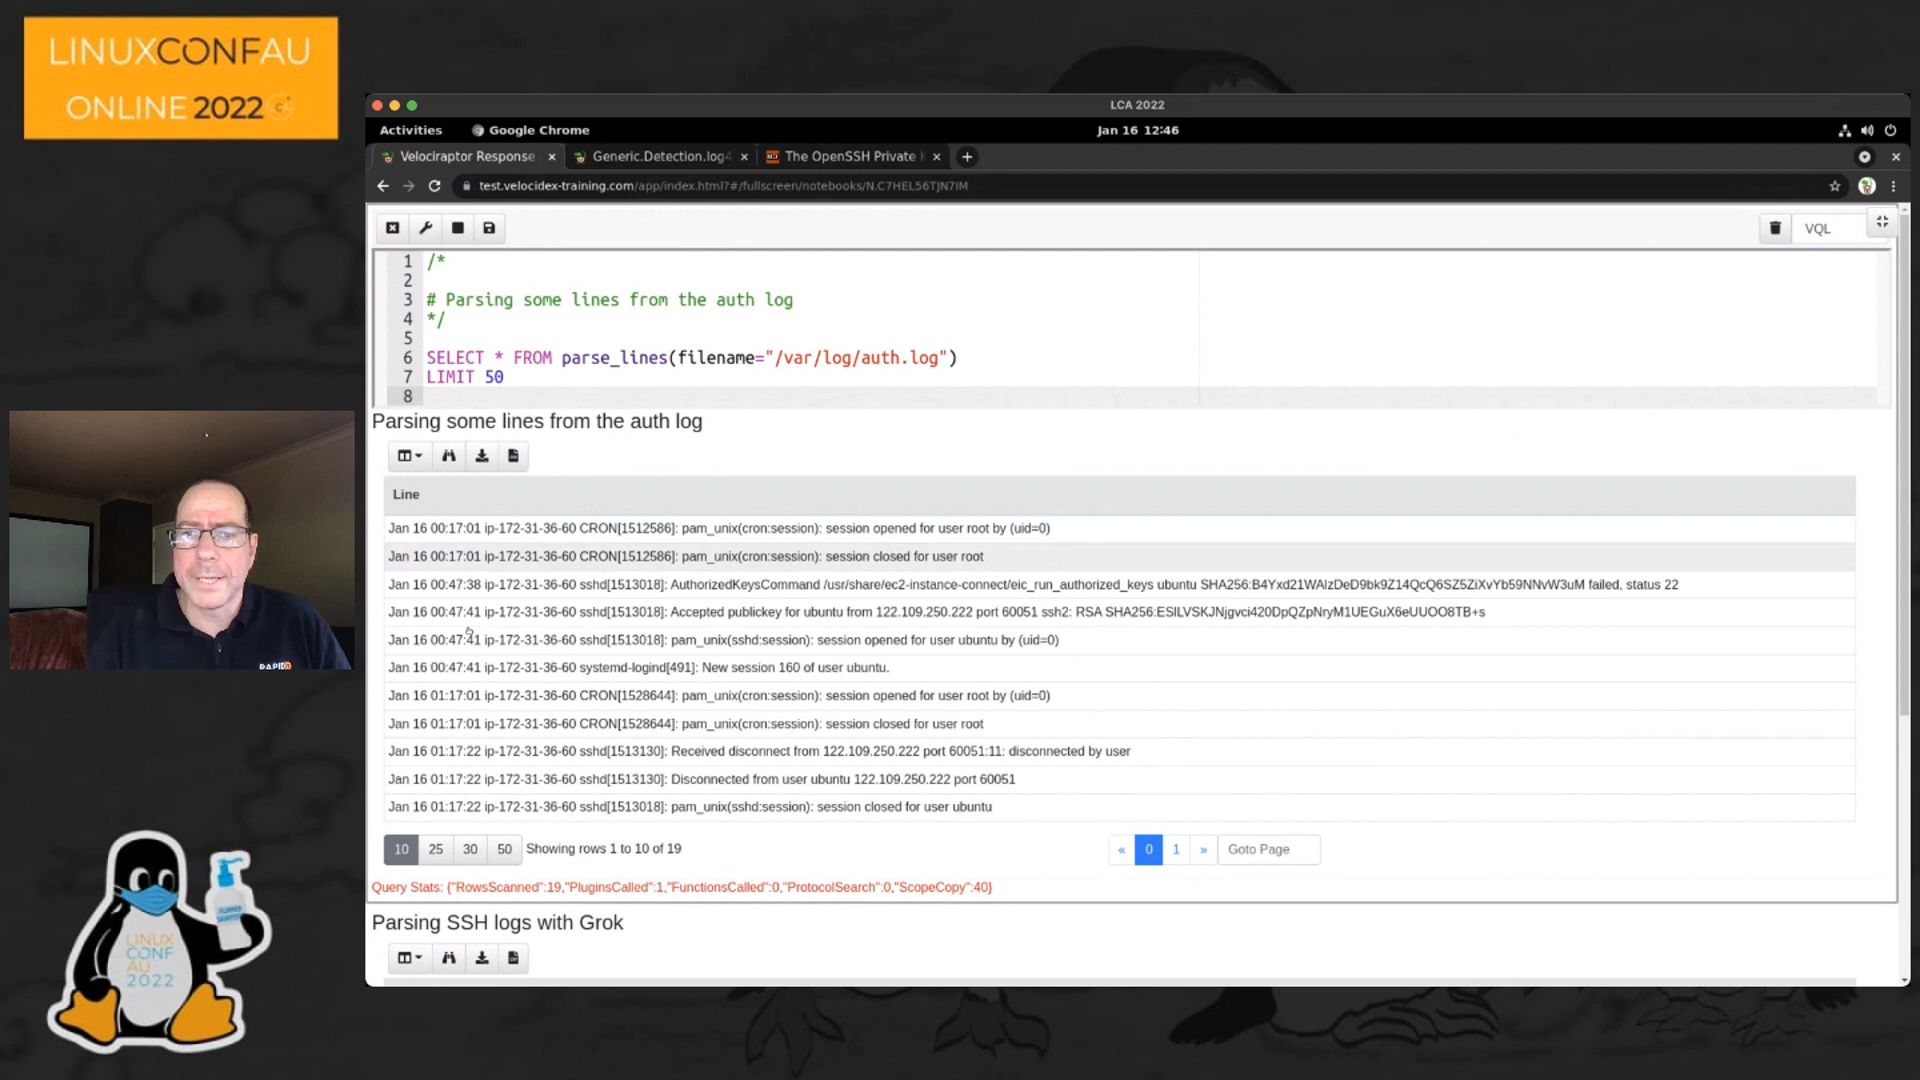 LINUXCONFAU
ONLINE 2022
LCA 2022
Activities Google Chrome Jan 16 12:46
Velociraptor Response Generic.Detection.log4 The OpenSSH Private
test.velocidex-training.com/app/index.html?#/fullscreen/notebooks/N.C7HEL56TJN7IM
VQL
1 /*
2
3 # Parsing some lines from the auth log
4 */
5
6 SELECT * FROM parse_lines(filename="/var/log/auth.log")
7 LIMIT 50
8
Parsing some lines from the auth log
Line
Jan 16 00:17:01 ip-172-31-36-60 CRON[1512586]: pam_unix(cron:session): session opened for user root by (uid=0)
Jan 16 00:17:01 ip-172-31-36-60 CRON[1512586]: pam_unix(cron:session): session closed for user root
Jan 16 00:47:38 ip-172-31-36-60 sshd[1513018]: AuthorizedKeysCommand /usr/share/ec2-instance-connect/eic_run_authorized_keys ubuntu SHA256:B4Yxd21WAlzDeD9bk9Z14QcQ6SZ5ZiXvYb59NNvW3uM failed, status 22
Jan 16 00:47:41 ip-172-31-36-60 sshd[1513018]: Accepted publickey for ubuntu from 122.109.250.222 port 60051 ssh2: RSA SHA256:ESlLVSKJNjgvci420DpQZpNryM1UEGuX6eUUOO8TB+s
Jan 16 00:47:41 ip-172-31-36-60 sshd[1513018]: pam_unix(sshd:session): session opened for user ubuntu by (uid=0)
Jan 16 00:47:41 ip-172-31-36-60 systemd-logind[491]: New session 160 of user ubuntu.
Jan 16 01:17:01 ip-172-31-36-60 CRON[1528644]: pam_unix(cron:session): session opened for user root by (uid=0)
Jan 16 01:17:01 ip-172-31-36-60 CRON[1528644]: pam_unix(cron:session): session closed for user root
Jan 16 01:17:22 ip-172-31-36-60 sshd[1513130]: Received disconnect from 122.109.250.222 port 60051:11: disconnected by user
Jan 16 01:17:22 ip-172-31-36-60 sshd[1513130]: Disconnected from user ubuntu 122.109.250.222 port 60051
Jan 16 01:17:22 ip-172-31-36-60 sshd[1513018]: pam_unix(sshd:session): session closed for user ubuntu
10 25 30 50 Showing rows 1 to 10 of 19 « 0 1 » Goto Page
Query Stats: {"RowsScanned":19,"PluginsCalled":1,"FunctionsCalled":0,"ProtocolSearch":0,"ScopeCopy":40}
Parsing SSH logs with Grok
RAPID
LINUX
CONF
AU
2022